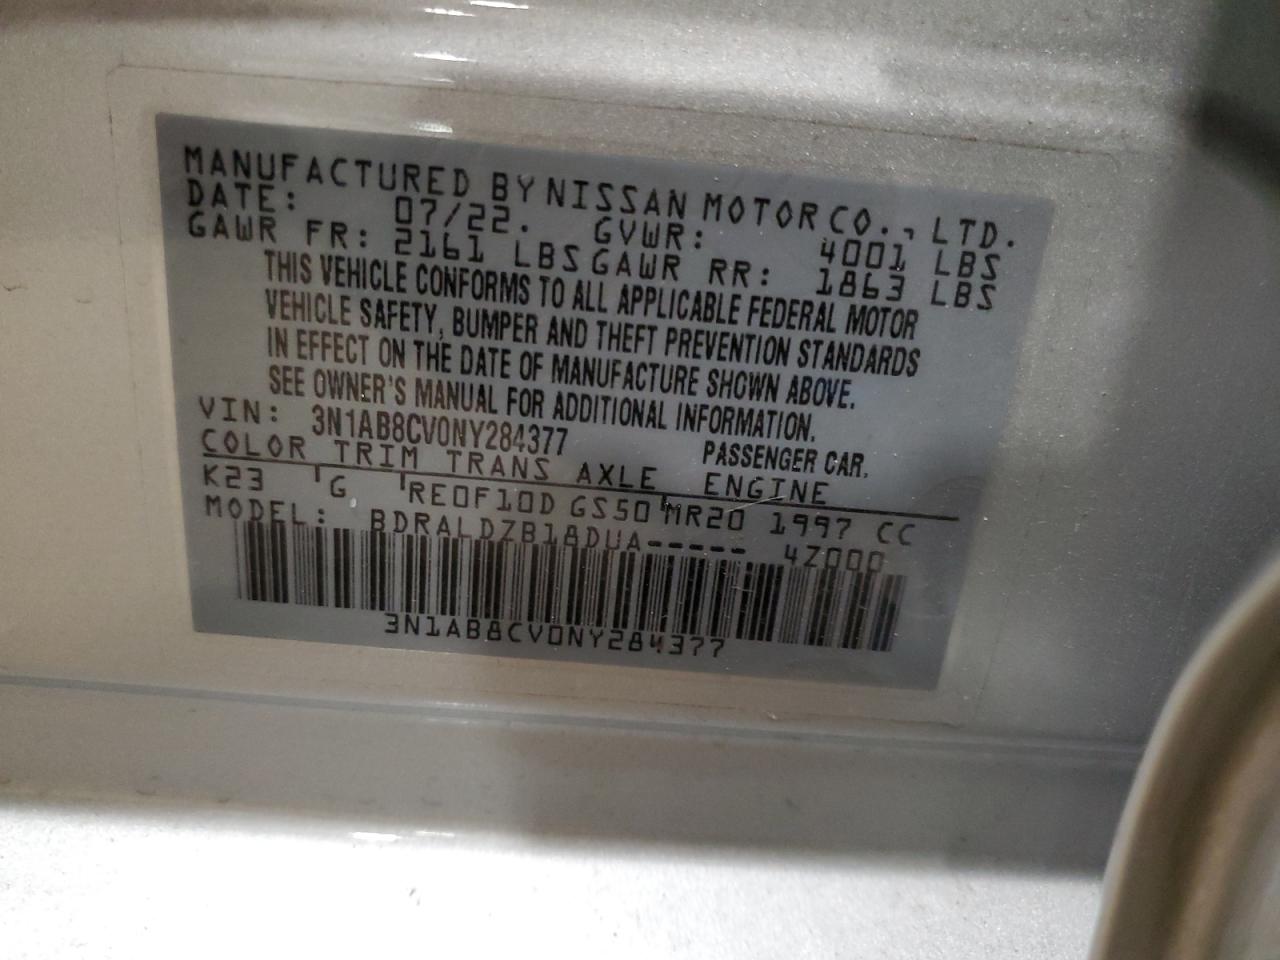 MANUFACTURED BY NISSAN MOTOR CO., LTD.
DATE: 07/22. GVWR: 4001 LBS
GAWR FR: 2161 LBS GAWR RR: 1863 LBS
THIS VEHICLE CONFORMS TO ALL APPLICABLE FEDERAL MOTOR
VEHICLE SAFETY, BUMPER AND THEFT PREVENTION STANDARDS
IN EFFECT ON THE DATE OF MANUFACTURE SHOWN ABOVE.
SEE OWNER'S MANUAL FOR ADDITIONAL INFORMATION.
VIN: 3N1AB8CV0NY284377 PASSENGER CAR.
COLOR TRIM TRANS AXLE ENGINE
K23 G RE0F10D GS50 MR20 1997 CC
MODEL: BDRALDZB18DUA----- 4Z000
3N1AB8CV0NY284377